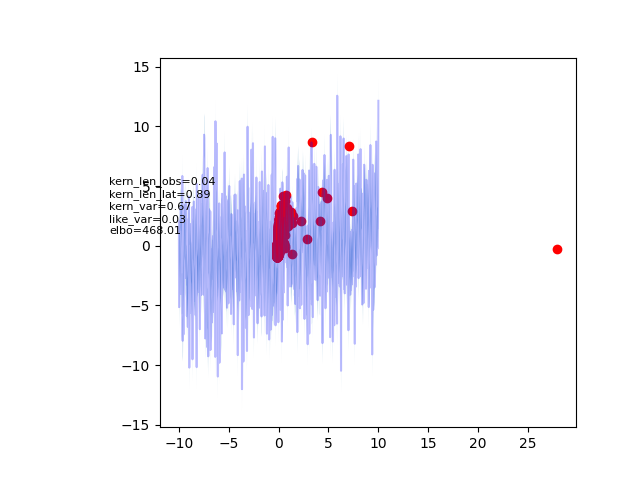 15
10
kern_len_obs=0.04
5
kern_len_lat=0.89
kern_var=0.67
like_var=0.03
elbo=468.01
0
−5
−10
−15
−10 −5 0 5 10 15 20 25